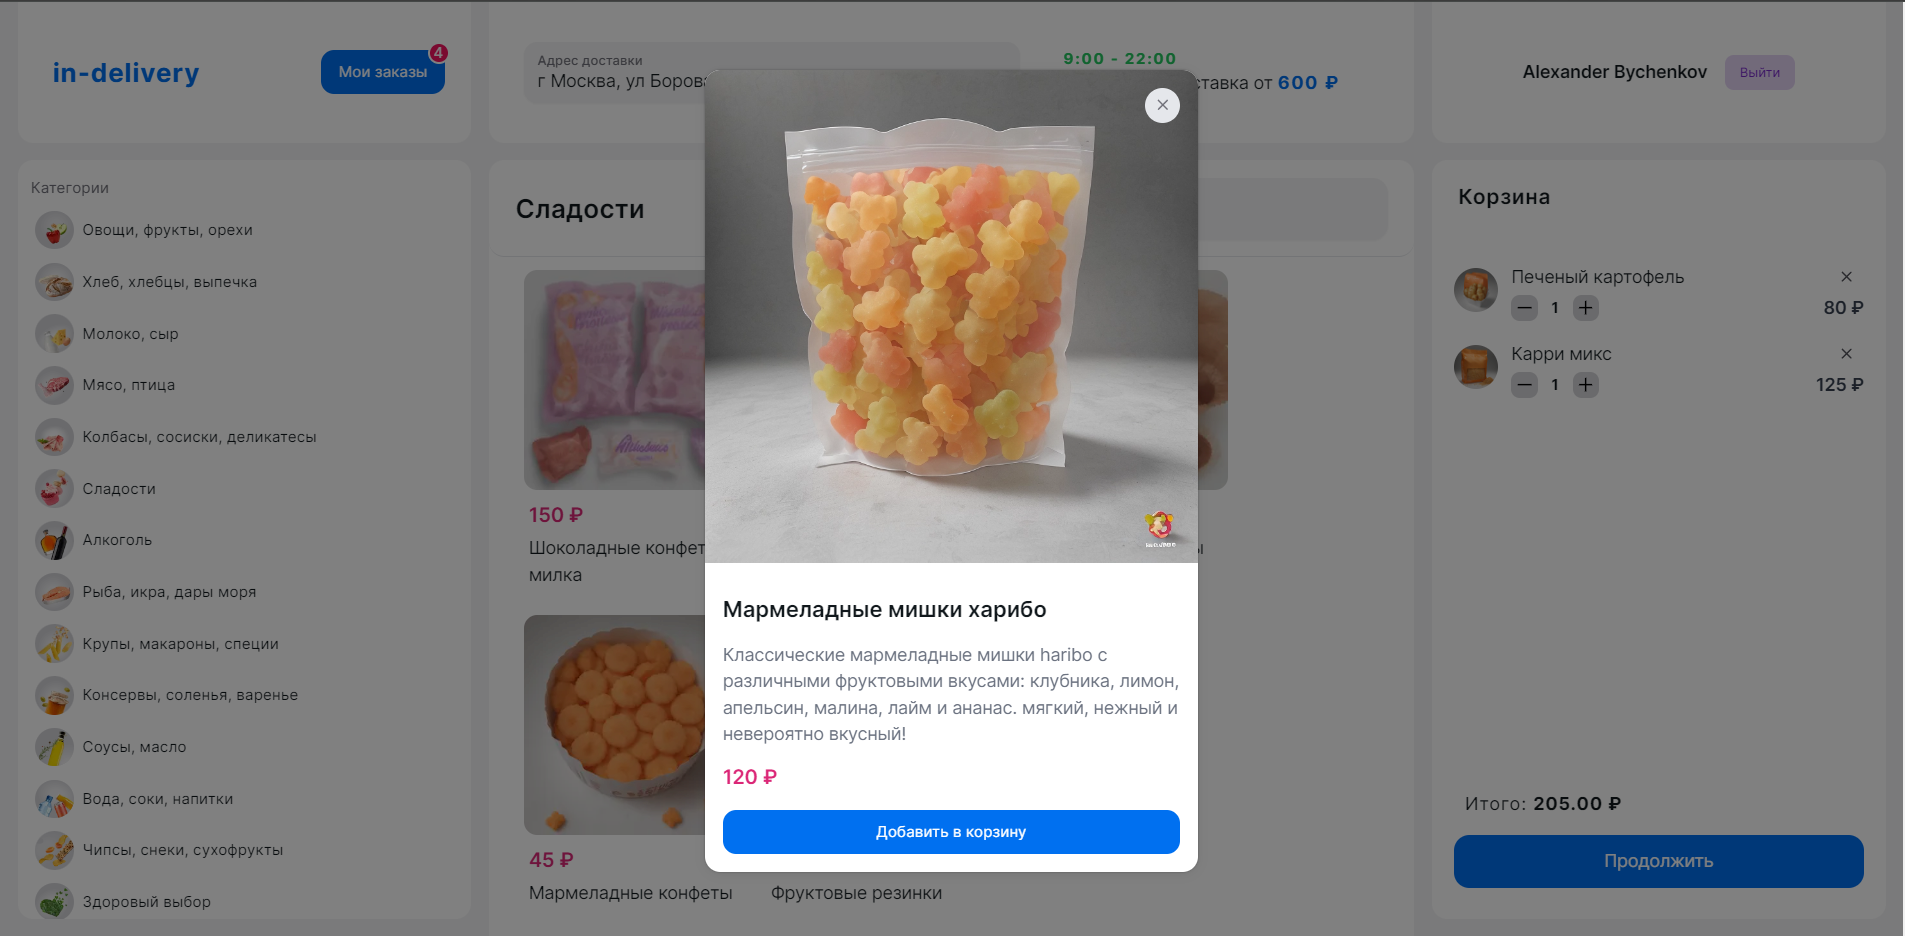 in-delivery
Мои заказы
4
Адрес доставки
г Москва, ул
9:00 - 22:00
от 600 ₽
Alexander Bychenkov
Выйти
Категории
Овощи, фрукты, орехи
Хлеб, хлебцы, выпечка
Молоко, сыр
Мясо, птица
Колбасы, сосиски, деликатесы
Сладости
Алкоголь
Рыба, икра, дары моря
Крупы, макароны, специи
Консервы, соленья, варенье
Соусы, масло
Вода, соки, напитки
Чипсы, снеки, сухофрукты
Здоровый выбор
Сладости
150 ₽
Шоколадные
милка
45 ₽
Мармеладные конфеты
Фруктовые резинки
Мармеладные мишки харибо
Классические мармеладные мишки haribo с
различными фруктовыми вкусами: клубника, лимон,
апельсин, малина, лайм и ананас. мягкий, нежный и
невероятно вкусный!
120 ₽
Добавить в корзину
Корзина
Печеный картофель
1
80 ₽
Карри микс
1
125 ₽
Итого: 205.00 ₽
Продолжить